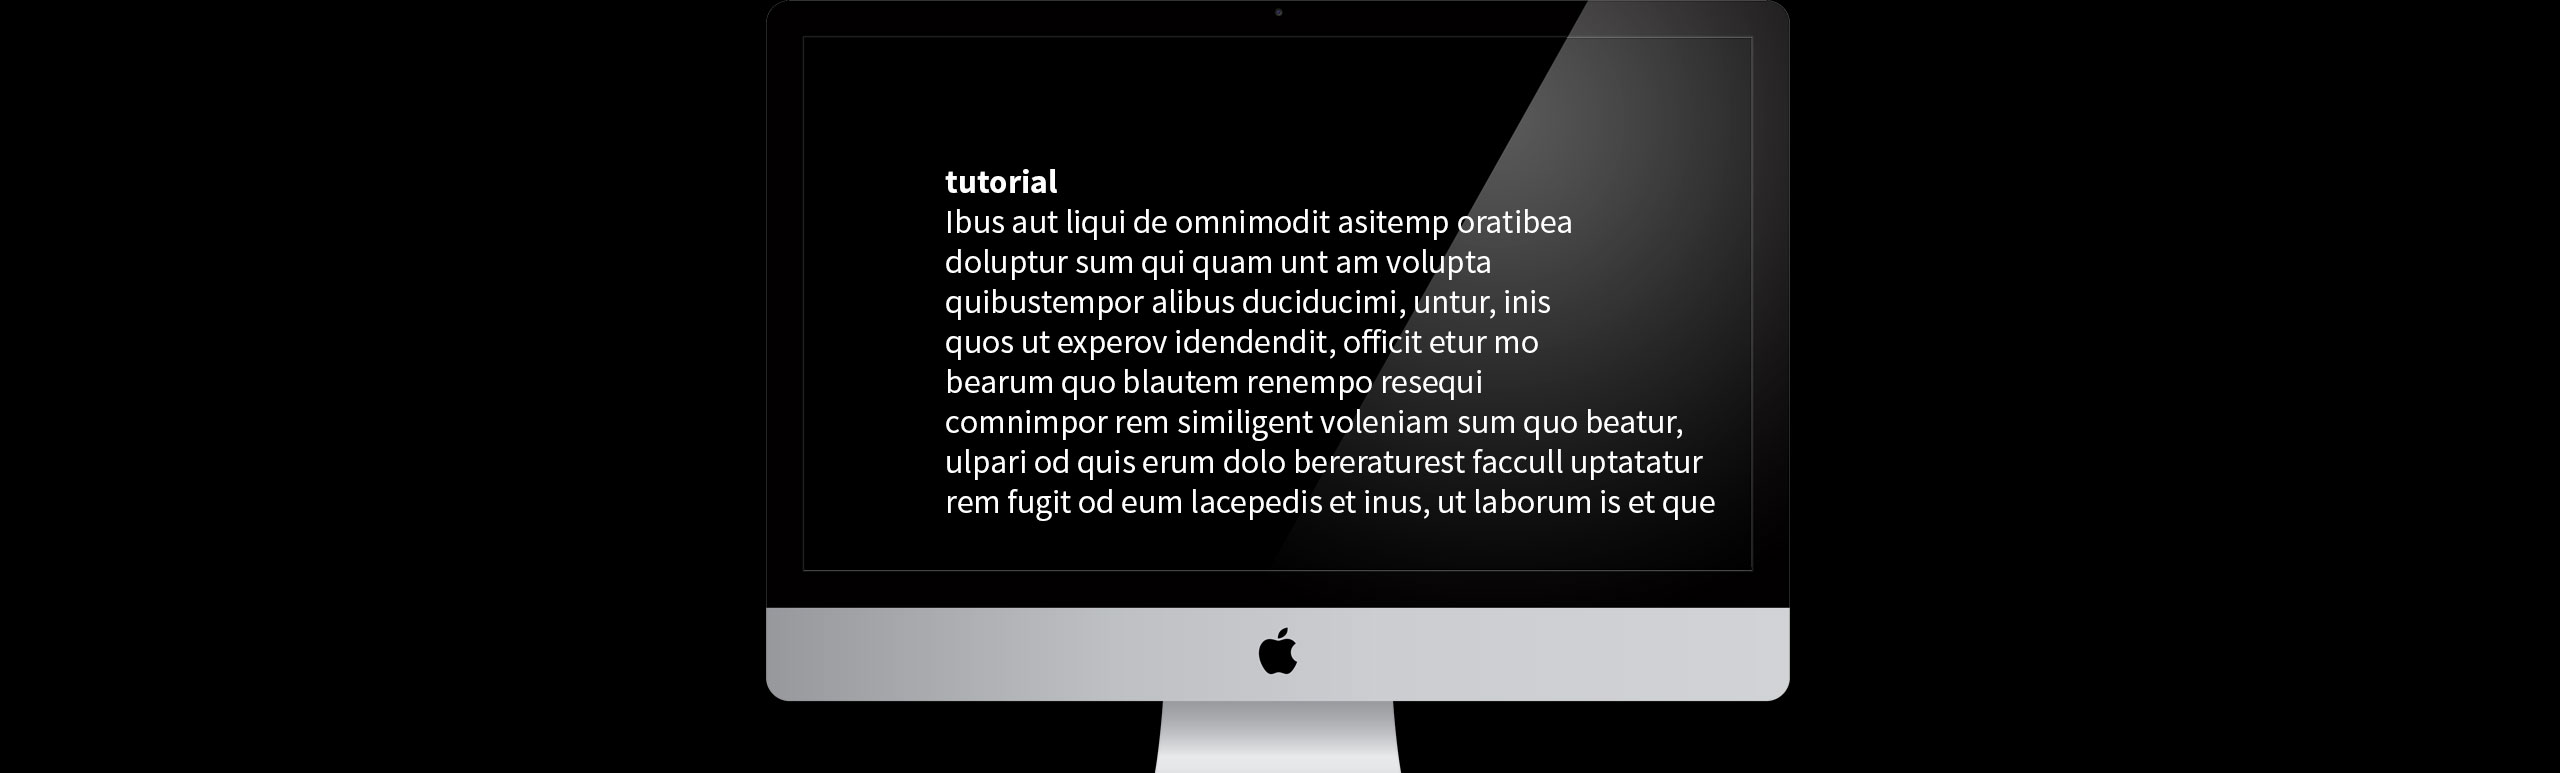 tutorial
Ibus aut liqui de omnimodit asitemp oratibea
doluptur sum qui quam unt am volupta
quibustempor alibus duciducimi, untur, inis
quos ut experov idendendit, officit etur mo
bearum quo blautem renempo resequi
comnimpor rem similigent voleniam sum quo beatur,
ulpari od quis erum dolo bereraturest faccull uptatatur
rem fugit od eum lacepedis et inus, ut laborum is et que